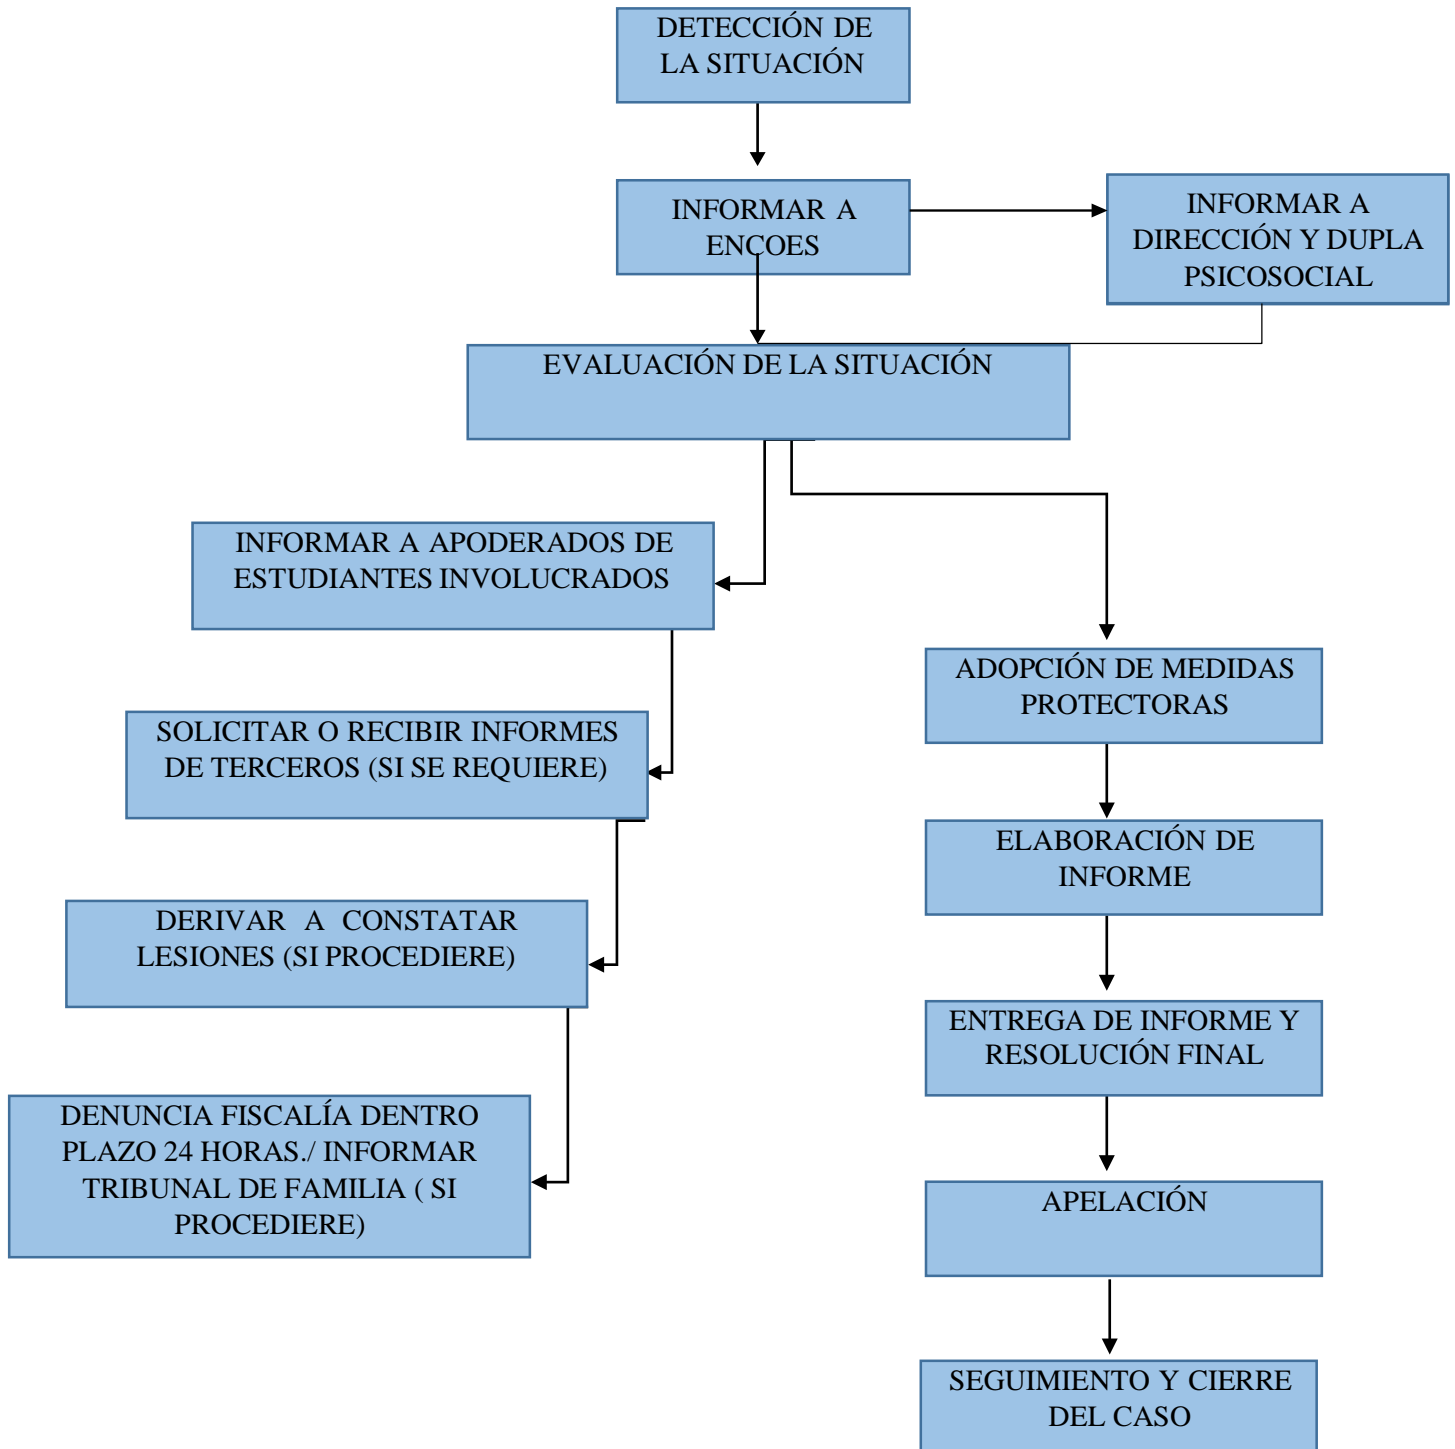 DETECCIÓN DE
LA SITUACIÓN
INFORMAR A
ENCOES
INFORMAR A
DIRECCIÓN Y DUPLA
PSICOSOCIAL
EVALUACIÓN DE LA SITUACIÓN
INFORMAR A APODERADOS DE
ESTUDIANTES INVOLUCRADOS
SOLICITAR O RECIBIR INFORMES
DE TERCEROS (SI SE REQUIERE)
DERIVAR A CONSTATAR
LESIONES (SI PROCEDIERE)
DENUNCIA FISCALÍA DENTRO
PLAZO 24 HORAS./ INFORMAR
TRIBUNAL DE FAMILIA ( SI
PROCEDIERE)
ADOPCIÓN DE MEDIDAS
PROTECTORAS
ELABORACIÓN DE
INFORME
ENTREGA DE INFORME Y
RESOLUCIÓN FINAL
APELACIÓN
SEGUIMIENTO Y CIERRE
DEL CASO